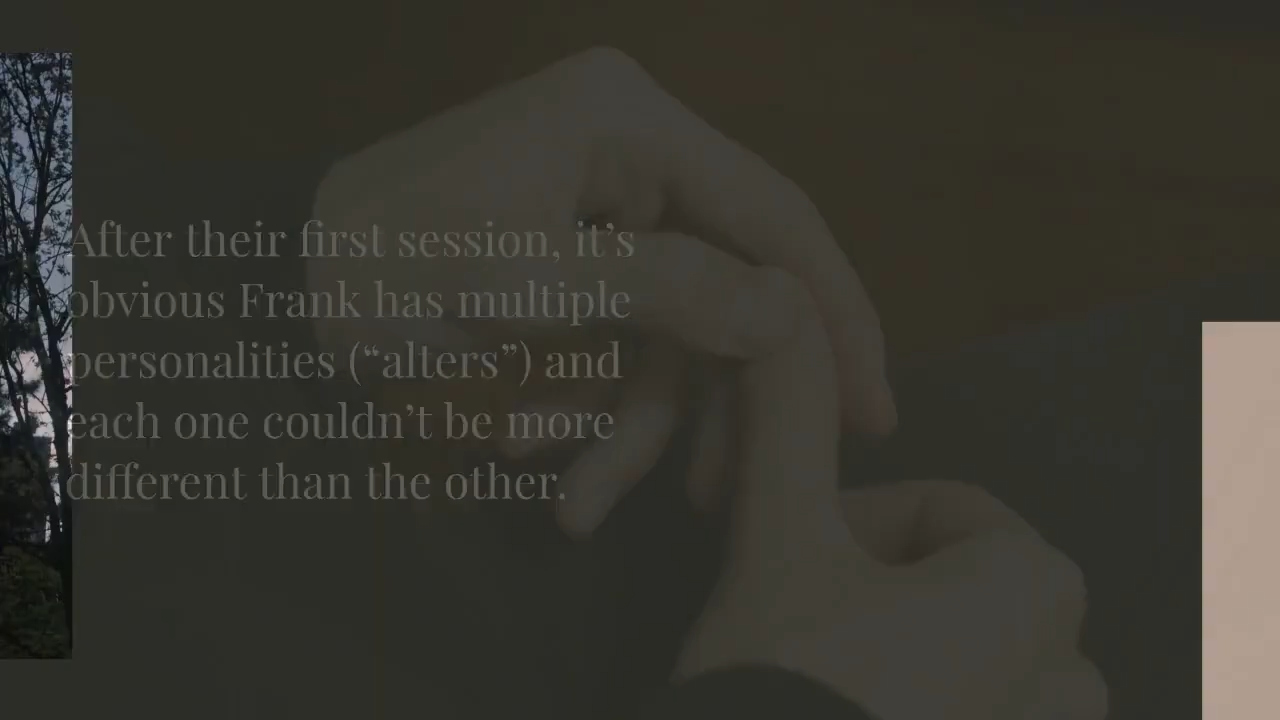 After their first session, it’s
obvious Frank has multiple
personalities (“alters”) and
each one couldn’t be more
different than the other.